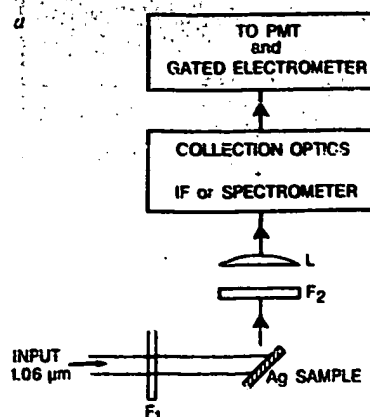 a
TO PMT
and
GATED ELECTROMETER
COLLECTION OPTICS
IF or SPECTROMETER
L
F2
INPUT
1.06 μm
Ag SAMPLE
F1